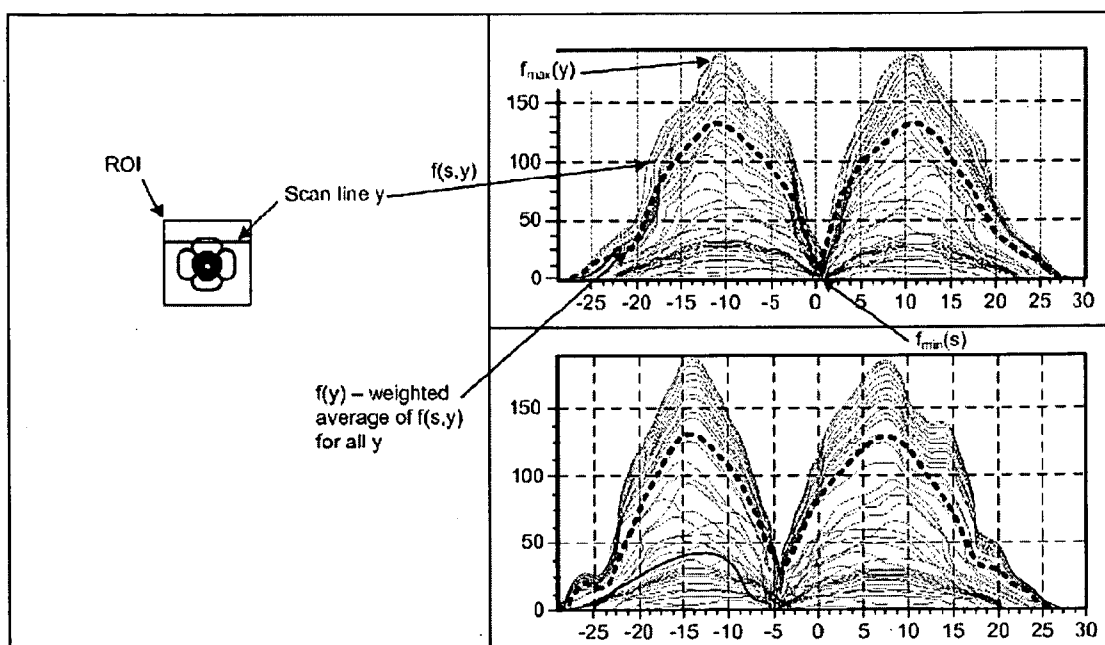 ROI
Scan line y
f(s,y)
f(y) – weighted
average of f(s,y)
for all y
fmax(y)
150
100
50
0
-25 -20 -15 -10 -5 0 5 10 15 20 25 30
fmin(s)
150
100
50
0
-25 -20 -15 -10 -5 0 5 10 15 20 25 30